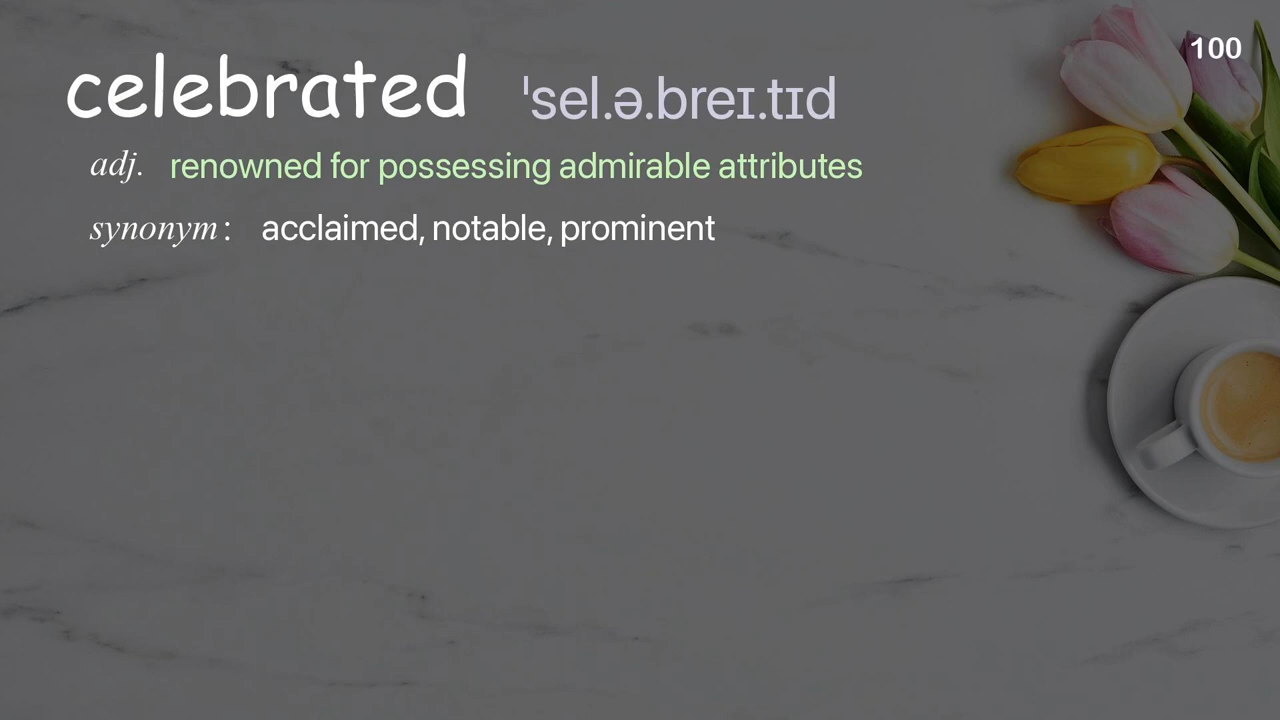 100
celebrated ˈsel.ə.breɪ.tɪd
adj. renowned for possessing admirable attributes
synonym : acclaimed, notable, prominent